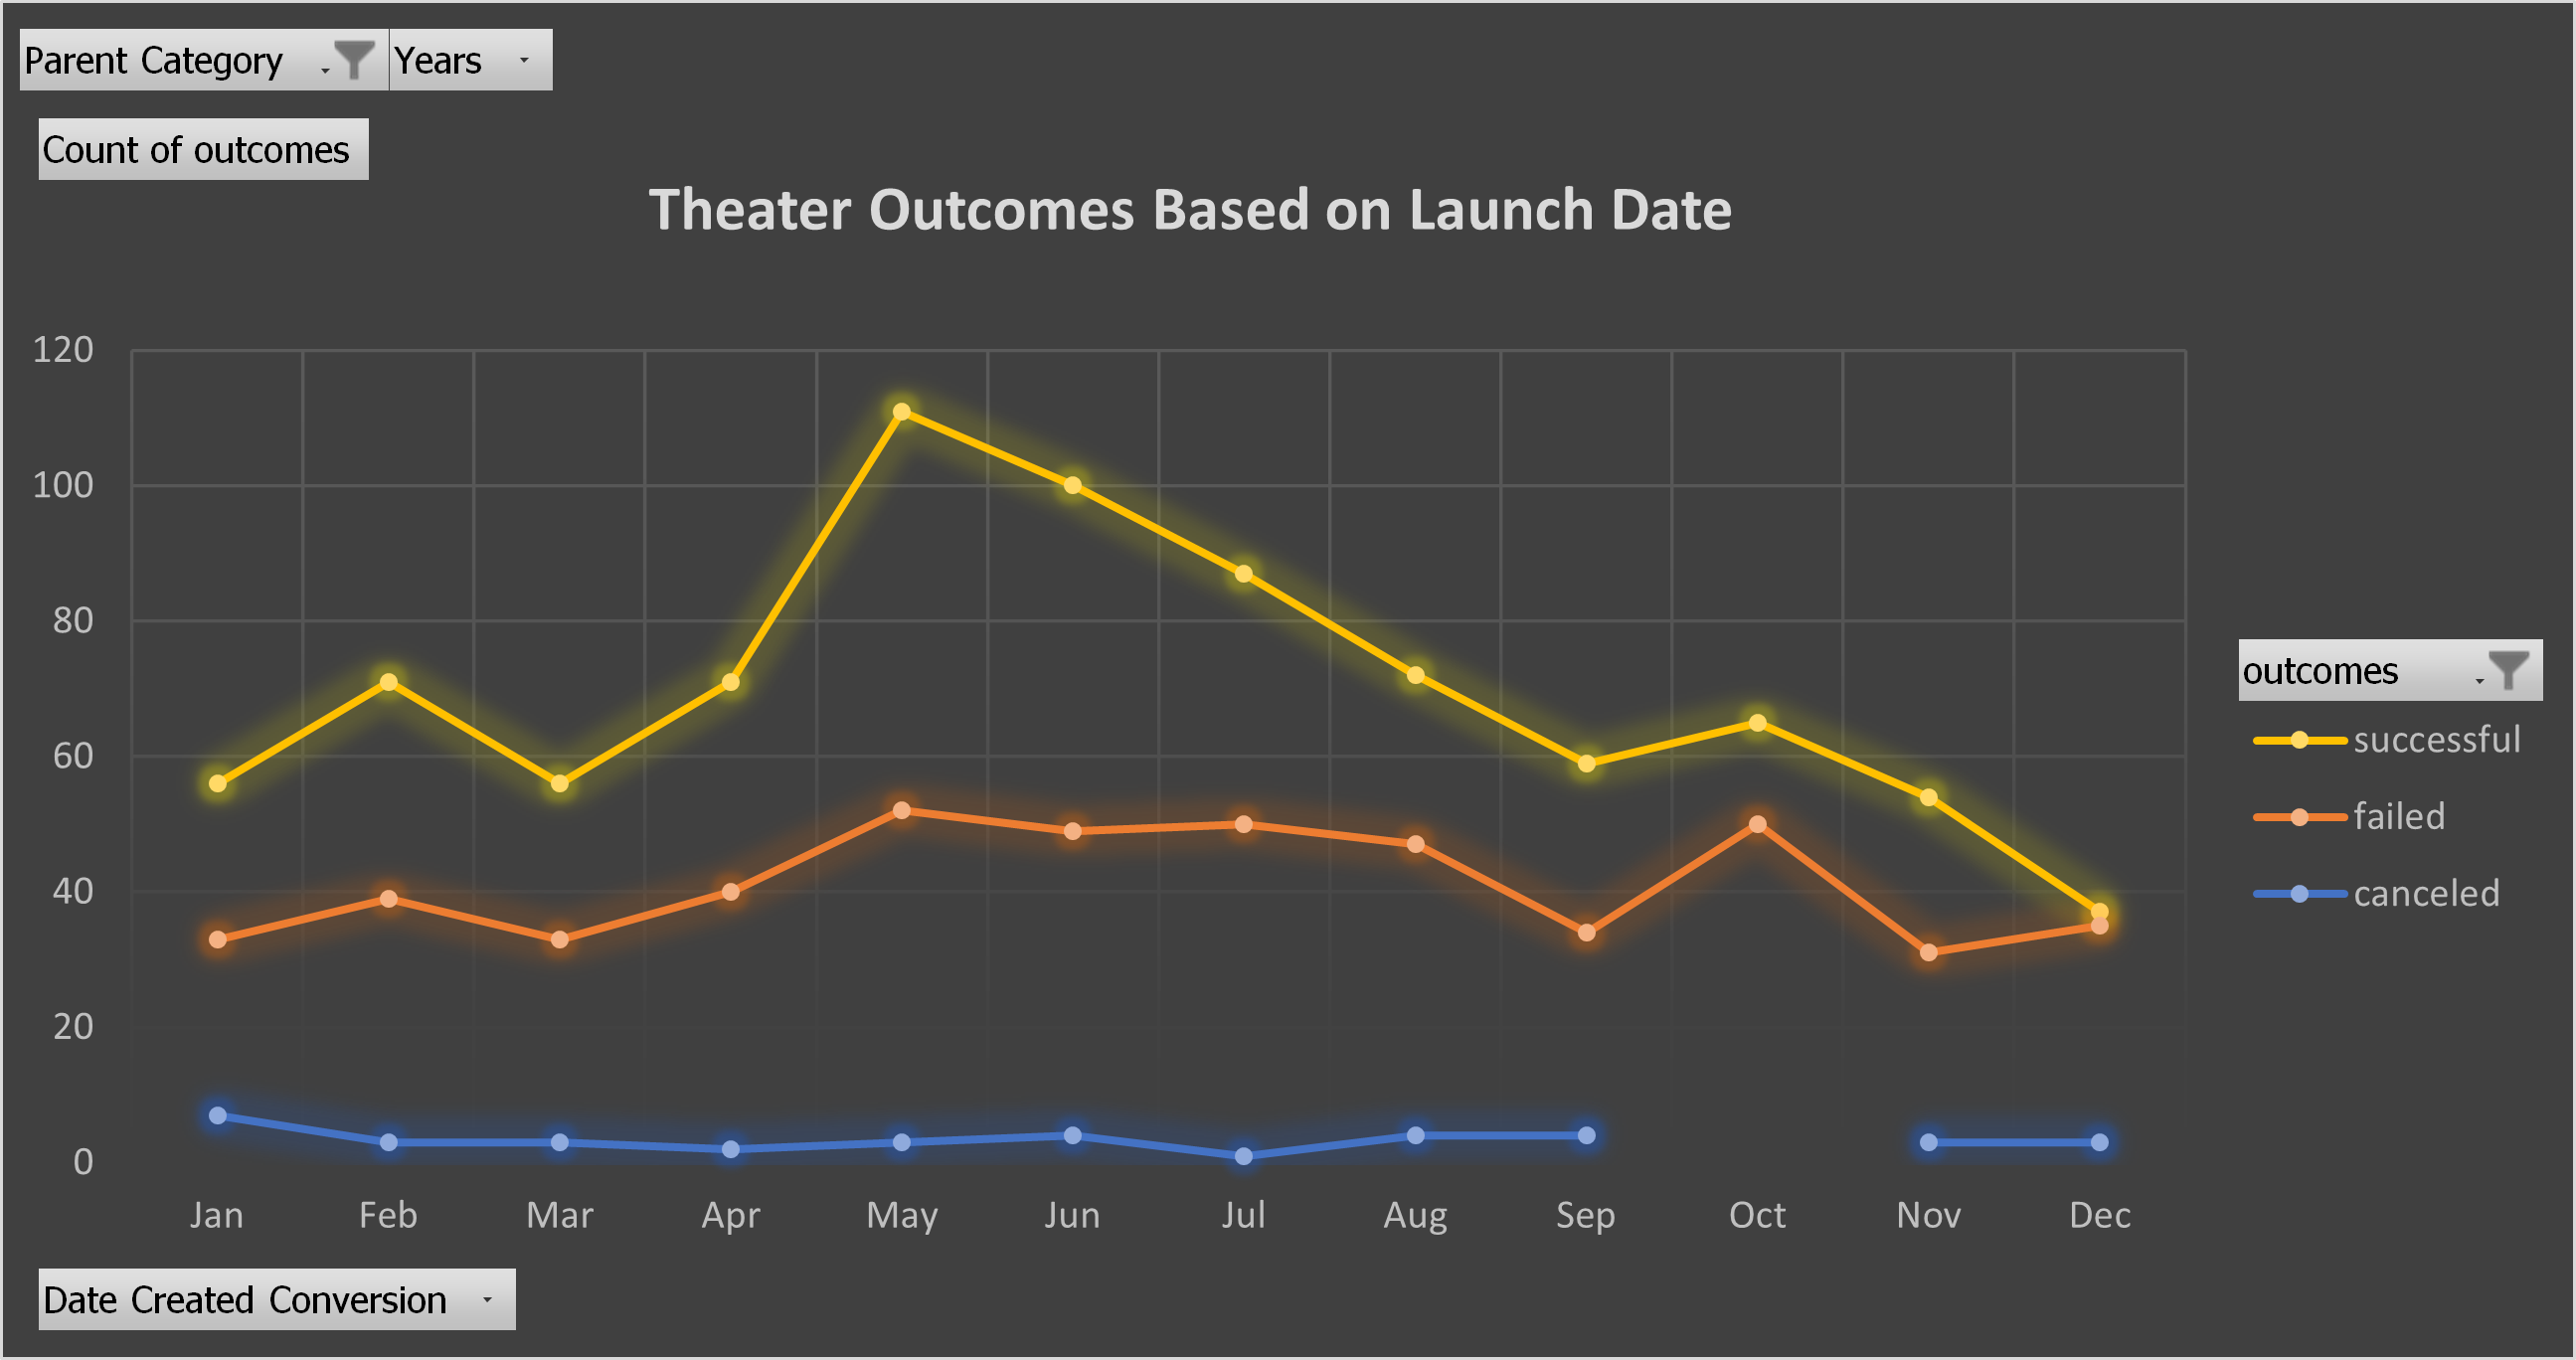 Parent Category Years
Count of outcomes
Theater Outcomes Based on Launch Date
120
100
80
60
40
20
0
Jan Feb Mar Apr May Jun Jul Aug Sep Oct Nov Dec
outcomes
successful
failed
canceled
Date Created Conversion